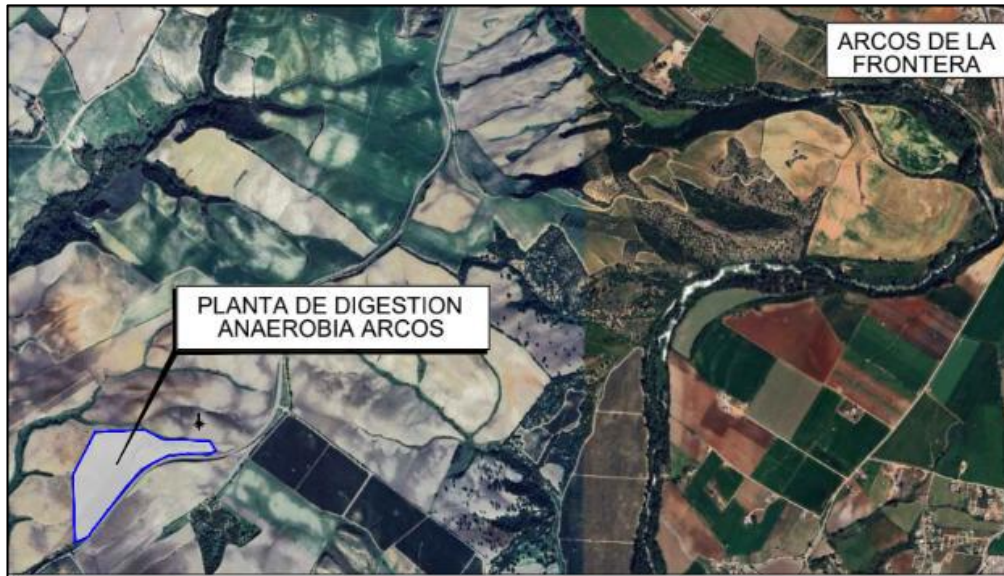 ARCOS DE LA
FRONTERA
PLANTA DE DIGESTION
ANAEROBIA ARCOS